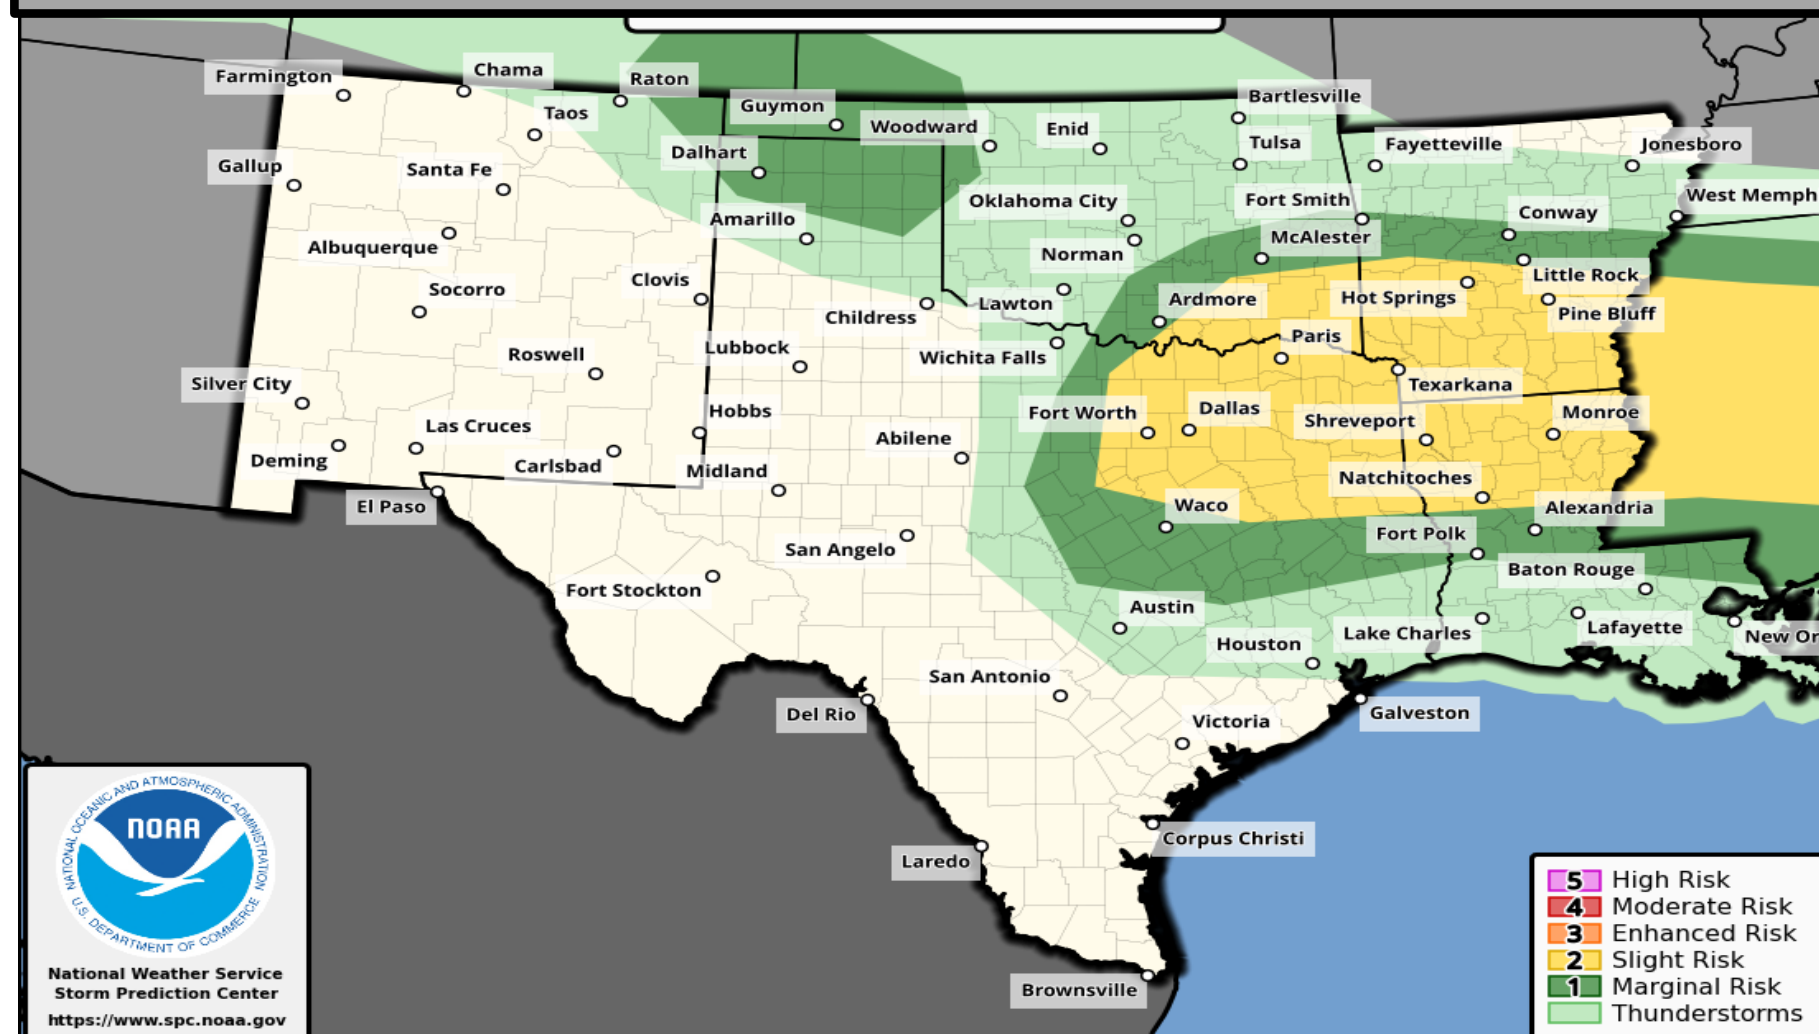 Farmington
Chama
Raton
Taos
Guymon
Woodward
Enid
Bartlesville
Tulsa
Fayetteville
Jonesboro
Gallup
Santa Fe
Dalhart
Amarillo
Oklahoma City
Fort Smith
Conway
West Memph
Albuquerque
Norman
McAlester
Little Rock
Socorro
Clovis
Childress
Lawton
Ardmore
Hot Springs
Pine Bluff
Roswell
Lubbock
Wichita Falls
Paris
Texarkana
Silver City
Las Cruces
Hobbs
Abilene
Fort Worth
Dallas
Shreveport
Monroe
Deming
Carlsbad
Midland
Natchitoches
El Paso
San Angelo
Waco
Fort Polk
Alexandria
Fort Stockton
Austin
Baton Rouge
Houston
Lake Charles
Lafayette
New Or
San Antonio
Del Rio
Victoria
Galveston
Laredo
Corpus Christi
Brownsville
NATIONAL OCEANIC AND ATMOSPHERIC ADMINISTRATION
NOAA
U.S. DEPARTMENT OF COMMERCE
National Weather Service
Storm Prediction Center
https://www.spc.noaa.gov
5 High Risk
4 Moderate Risk
3 Enhanced Risk
2 Slight Risk
1 Marginal Risk
Thunderstorms